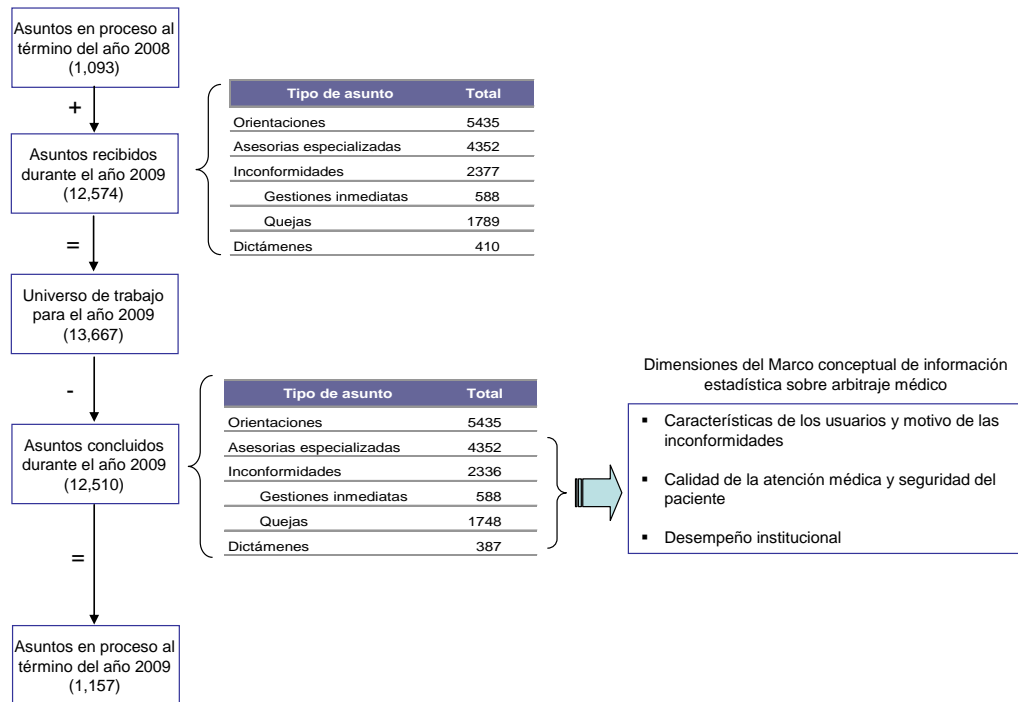 Asuntos en proceso al
término del año 2008
(1,093)
+
Asuntos recibidos
durante el año 2009
(12,574)
Tipo de asunto Total
Orientaciones 5435
Asesorias especializadas 4352
Inconformidades 2377
Gestiones inmediatas 588
Quejas 1789
Dictámenes 410
=
Universo de trabajo
para el año 2009
(13,667)
-
Asuntos concluidos
durante el año 2009
(12,510)
Tipo de asunto Total
Orientaciones 5435
Asesorias especializadas 4352
Inconformidades 2336
Gestiones inmediatas 588
Quejas 1748
Dictámenes 387
Dimensiones del Marco conceptual de información
estadística sobre arbitraje médico
▪ Características de los usuarios y motivo de las
inconformidades
▪ Calidad de la atención médica y seguridad del
paciente
▪ Desempeño institucional
=
Asuntos en proceso al
término del año 2009
(1,157)